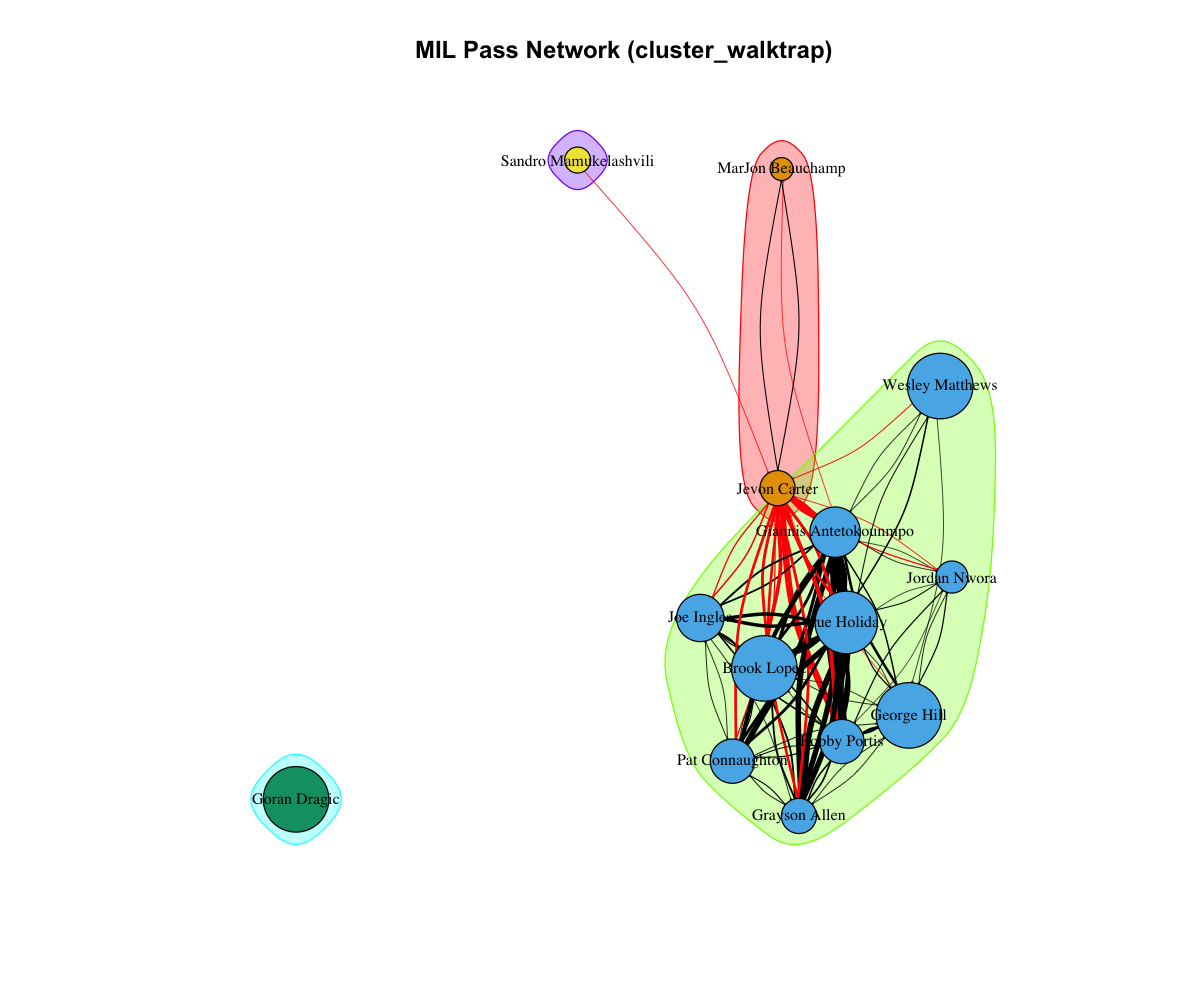 MIL Pass Network (cluster_walktrap)
Sandro Mamukelashvili
MarJon Beauchamp
Wesley Matthews
Jevon Carter
Giannis Antetokounmpo
Jordan Nwora
Joe Ingles
Jrue Holiday
Brook Lopez
George Hill
Bobby Portis
Pat Connaughton
Goran Dragic
Grayson Allen